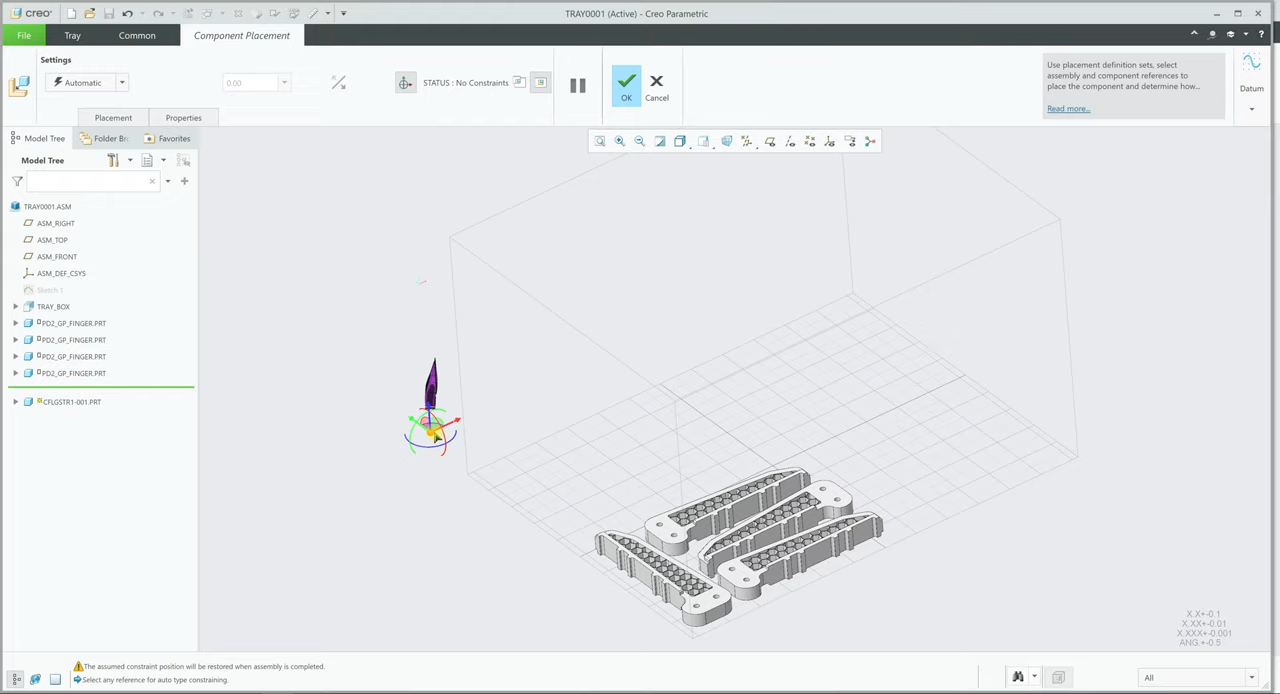 creo
TRAY0001 (Active) - Creo Parametric
File
Tray
Common
Component Placement
Settings
Automatic
0.00
STATUS : No Constraints
OK
Cancel
Use placement definition sets, select
assembly and component references to
place the component and determine how...
Read more...
Datum
Placement
Properties
Model Tree
Folder Br
Favorites
Model Tree
TRAY0001.ASM
ASM_RIGHT
ASM_TOP
ASM_FRONT
ASM_DEF_CSYS
Sketch 1
TRAY_BOX
PD2_GP_FINGER.PRT
PD2_GP_FINGER.PRT
PD2_GP_FINGER.PRT
PD2_GP_FINGER.PRT
CFLGSTR1-001.PRT
X.X+-0.1
X.XX+-0.01
X.XXX+-0.001
ANG.+-0.5
The assumed constraint position will be restored when assembly is completed.
Select any reference for auto type constraining.
All